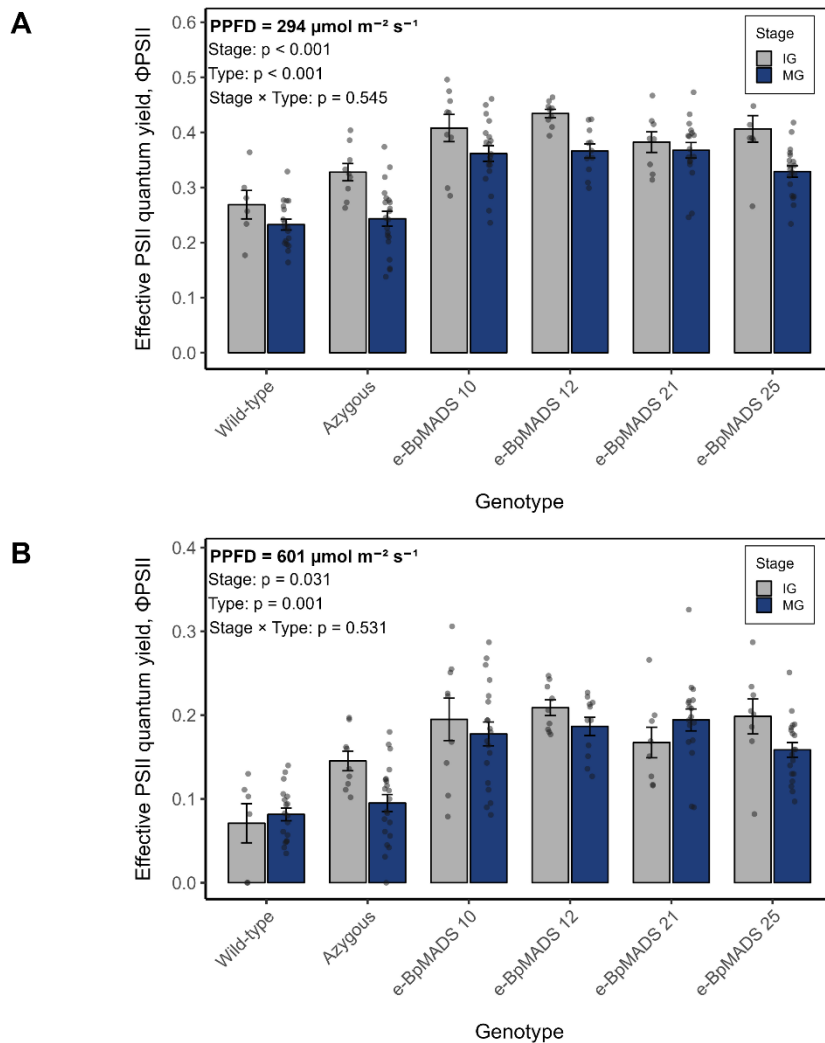 A
PPFD = 294 µmol m⁻² s⁻¹
Stage: p < 0.001
Type: p < 0.001
Stage × Type: p = 0.545
Stage
IG
MG
Effective PSII quantum yield, ΦPSII
0.6
0.5
0.4
0.3
0.2
0.1
0.0
Wild-type
Azygous
e-BpMADS 10
e-BpMADS 12
e-BpMADS 21
e-BpMADS 25
Genotype
B
PPFD = 601 µmol m⁻² s⁻¹
Stage: p = 0.031
Type: p = 0.001
Stage × Type: p = 0.531
Stage
IG
MG
Effective PSII quantum yield, ΦPSII
0.4
0.3
0.2
0.1
0.0
Wild-type
Azygous
e-BpMADS 10
e-BpMADS 12
e-BpMADS 21
e-BpMADS 25
Genotype